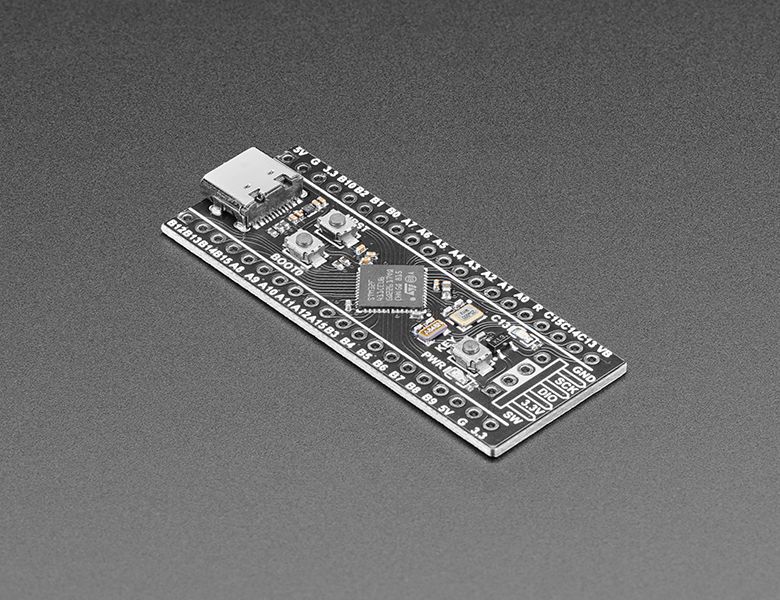 5V G 3.3 B10 B2 B1 B0 A7 A6 A5 A4 A3 A2 A1 A0 R C15 C14 C13 VB
BOOT0
KEY
C13
PWR
GND
SCK
DIO
3.3V
SW
B12 B13 B14 B15 A8 A9 A10 A11 A12 A15 B3 B4 B5 B6 B7 B8 B9 5V G 3.3